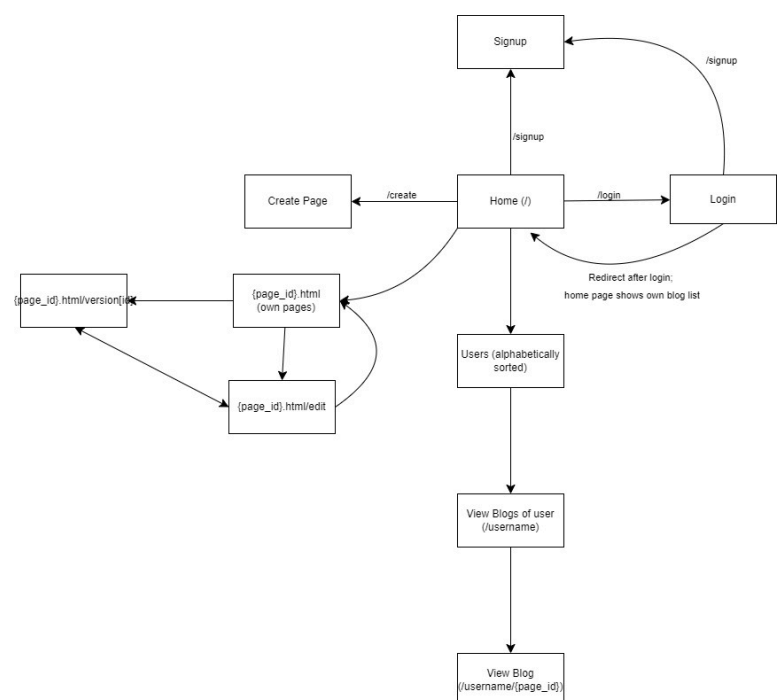 Signup
/signup
/signup
Create Page
/create
Home (/)
/login
Login
Redirect after login;
home page shows own blog list
{page_id}.html/version[id]
{page_id}.html
(own pages)
{page_id}.html/edit
Users (alphabetically
sorted)
View Blogs of user
(/username)
View Blog
(/username/{page_id})